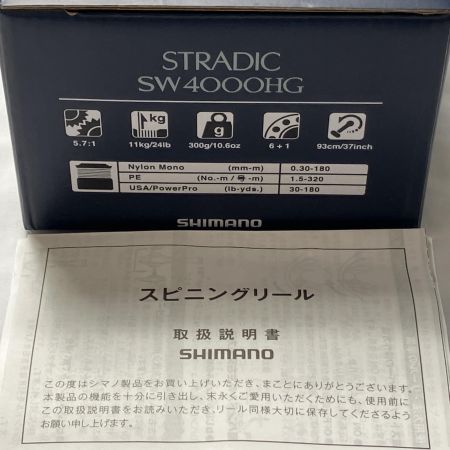 STRADIC
SW4000HG
kg
g
5.7:1 11kg/24lb 300g/10.6oz 6+1 93cm/37inch
Nylon Mono (mm-m) 0.30-180
PE (No.-m / 号-m) 1.5-320
USA/PowerPro (lb-yds.) 30-180
SHIMANO
スピニングリール
取扱説明書
SHIMANO
この度はシマノ製品をお買い上げいただき、まことにありがとうございます。
本製品の機能を十分に引き出し、末永くご愛用いただくためにも、使用前に
この取扱説明書をお読みいただき、リール同様大切に保存してくださるよう
お願い申し上げます。